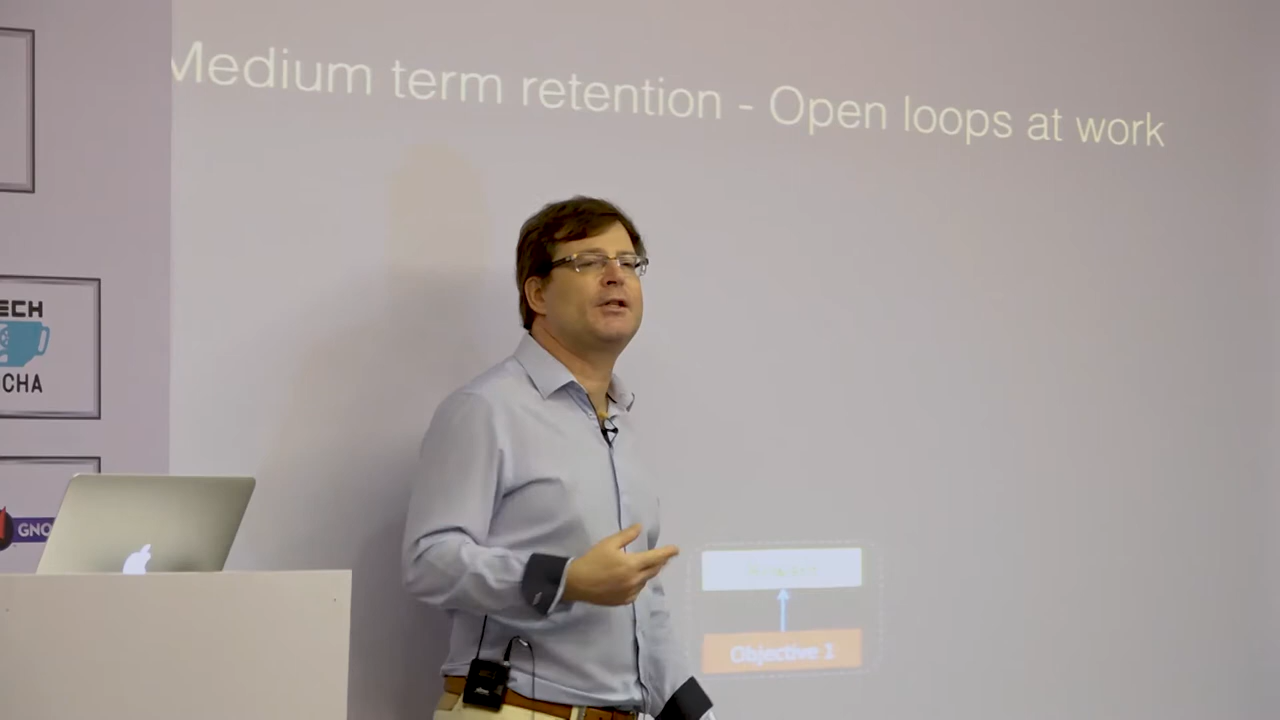 Medium term retention - Open loops at work
ECH
CHA
GNO
Objective 1